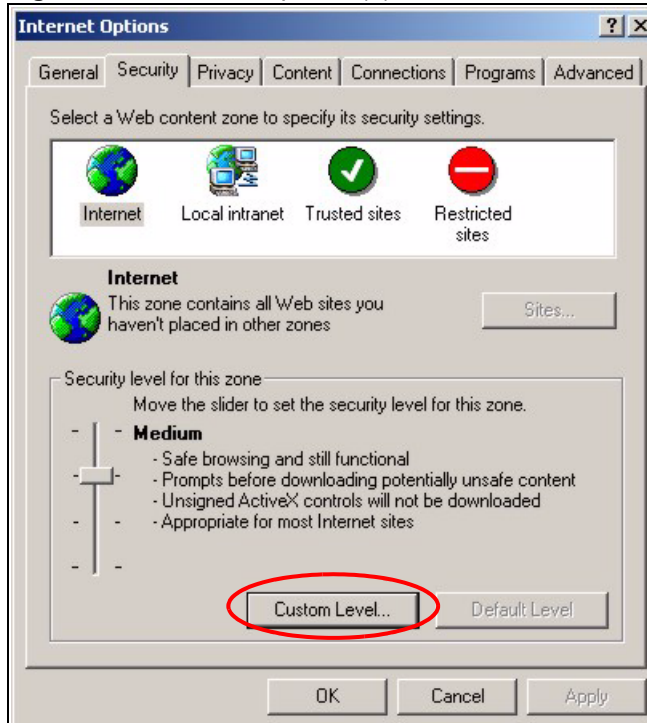 Internet Options
General Security Privacy Content Connections Programs Advanced
Select a Web content zone to specify its security settings.
Internet Local intranet Trusted sites Restricted
sites
Internet
This zone contains all Web sites you
haven't placed in other zones
Sites...
Security level for this zone
Move the slider to set the security level for this zone.
Medium
- Safe browsing and still functional
- Prompts before downloading potentially unsafe content
- Unsigned ActiveX controls will not be downloaded
- Appropriate for most Internet sites
Custom Level... Default Level
OK Cancel Apply